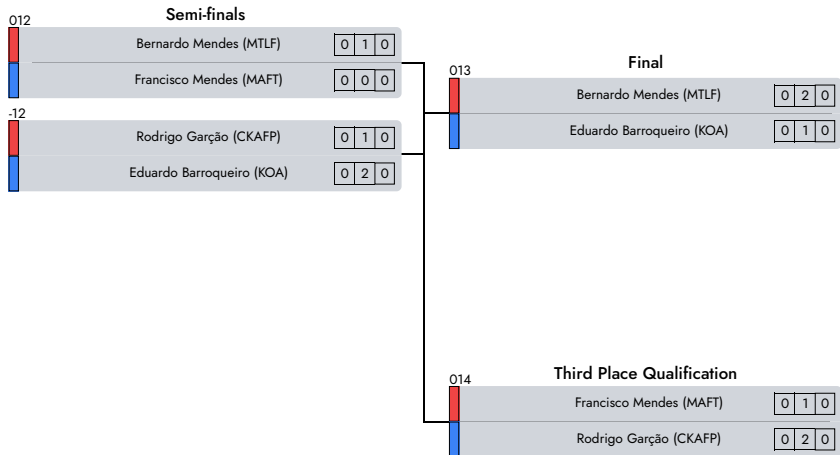 Semi-finals
012
Bernardo Mendes (MTLF) 0 1 0
Francisco Mendes (MAFT) 0 0 0
-12
Rodrigo Garção (CKAFP) 0 1 0
Eduardo Barroqueiro (KOA) 0 2 0
Final
013
Bernardo Mendes (MTLF) 0 2 0
Eduardo Barroqueiro (KOA) 0 1 0
Third Place Qualification
014
Francisco Mendes (MAFT) 0 1 0
Rodrigo Garção (CKAFP) 0 2 0